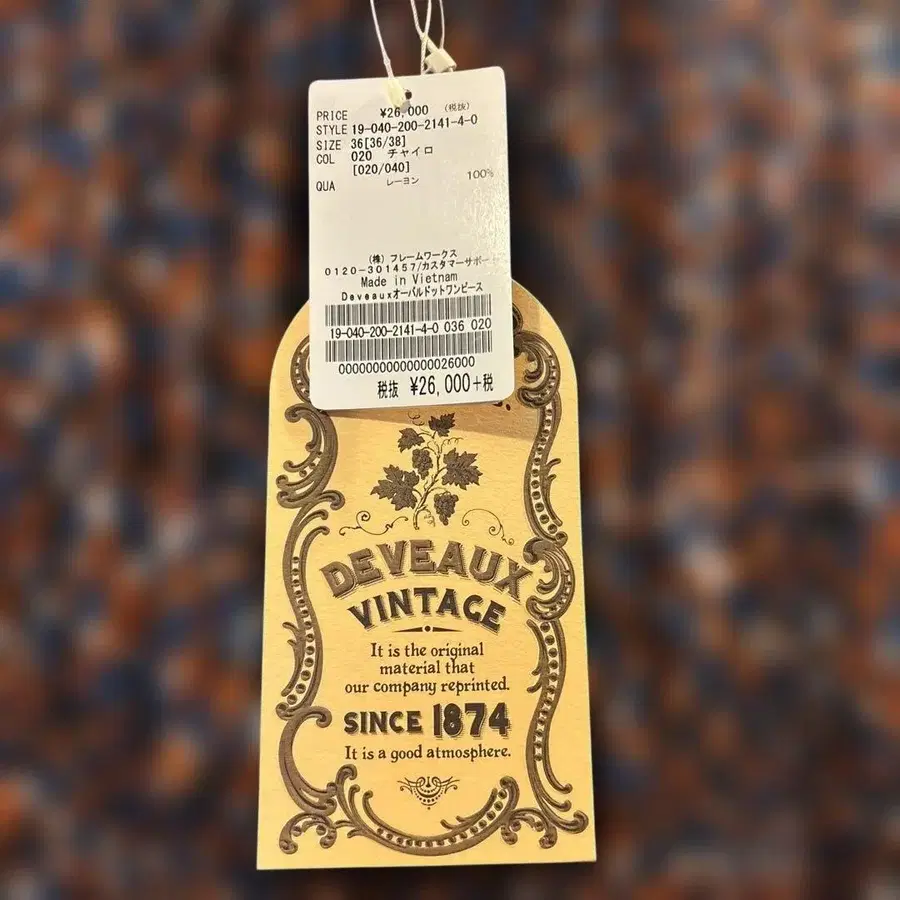 PRICE ¥26,000 (税抜)
STYLE 19-040-200-2141-4-0
SIZE 36[36/38]
COL 020 チャイロ
[020/040]
QUA レーヨン 100%
(株) フレームワークス
0120-301457/カスタマーサポー
Made in Vietnam
Deveauxオーバルドットワンピース
19-040-200-2141-4-0 036 020
00000000000000026000
税抜 ¥26,000+税
DEVEAUX
VINTAGE
It is the original
material that
our company reprinted.
SINCE 1874
It is a good atmosphere.